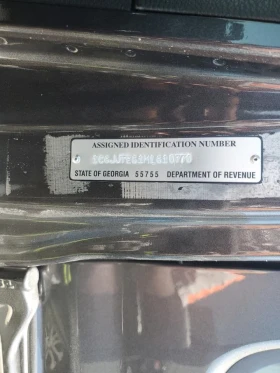 ASSIGNED IDENTIFICATION NUMBER
STATE OF GEORGIA 55755 DEPARTMENT OF REVENUE